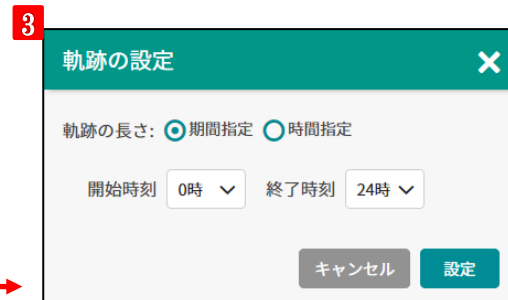 3
軌跡の設定
軌跡の長さ: 期間指定 時間指定
開始時刻 0時 終了時刻 24時
キャンセル 設定